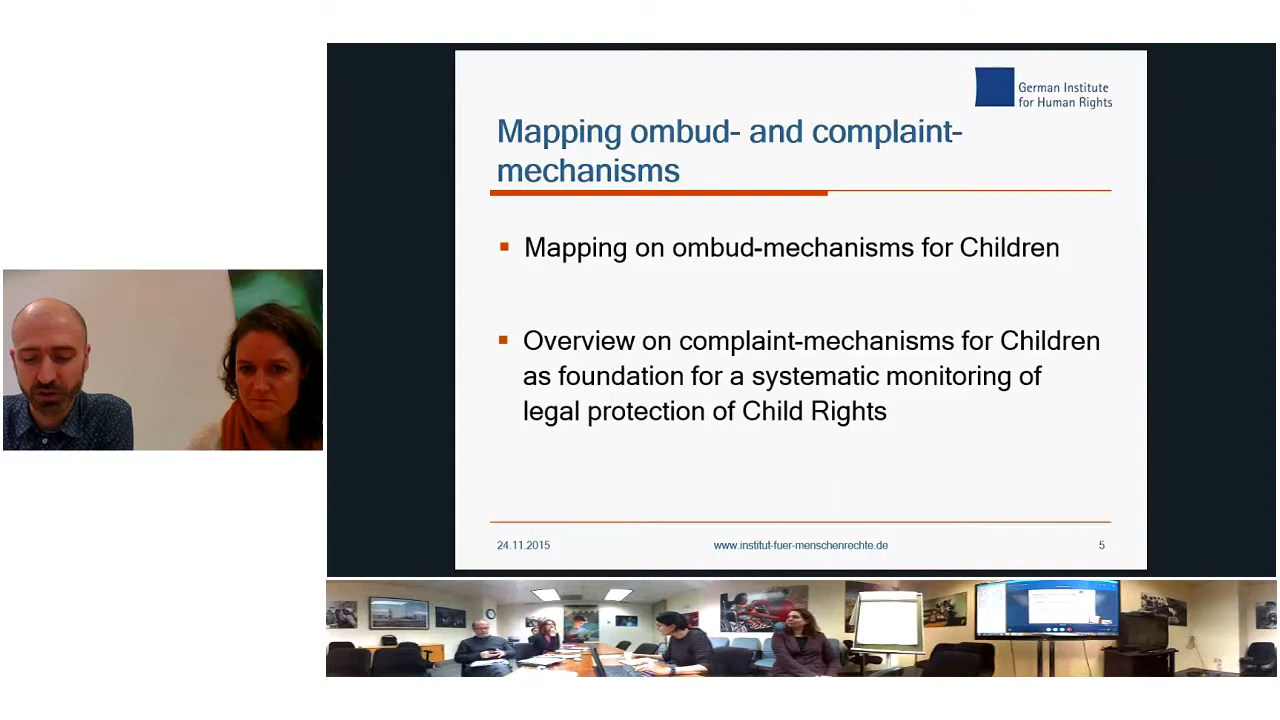 German Institute
for Human Rights
Mapping ombud- and complaint-
mechanisms
▪ Mapping on ombud-mechanisms for Children
▪ Overview on complaint-mechanisms for Children
as foundation for a systematic monitoring of
legal protection of Child Rights
24.11.2015
www.institut-fuer-menschenrechte.de
5